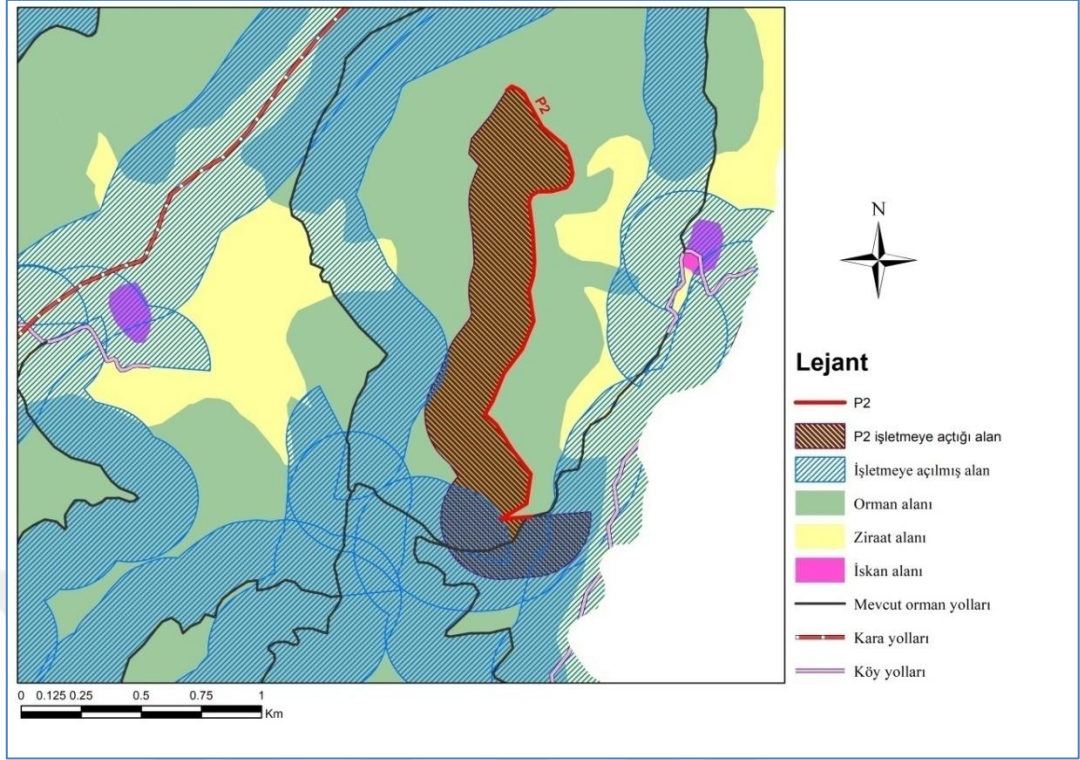 P2
N
Lejant
P2
P2 işletmeye açtığı alan
İşletmeye açılmış alan
Orman alanı
Ziraat alanı
İskan alanı
Mevcut orman yolları
Kara yolları
Köy yolları
0 0.125 0.25 0.5 0.75 1
Km